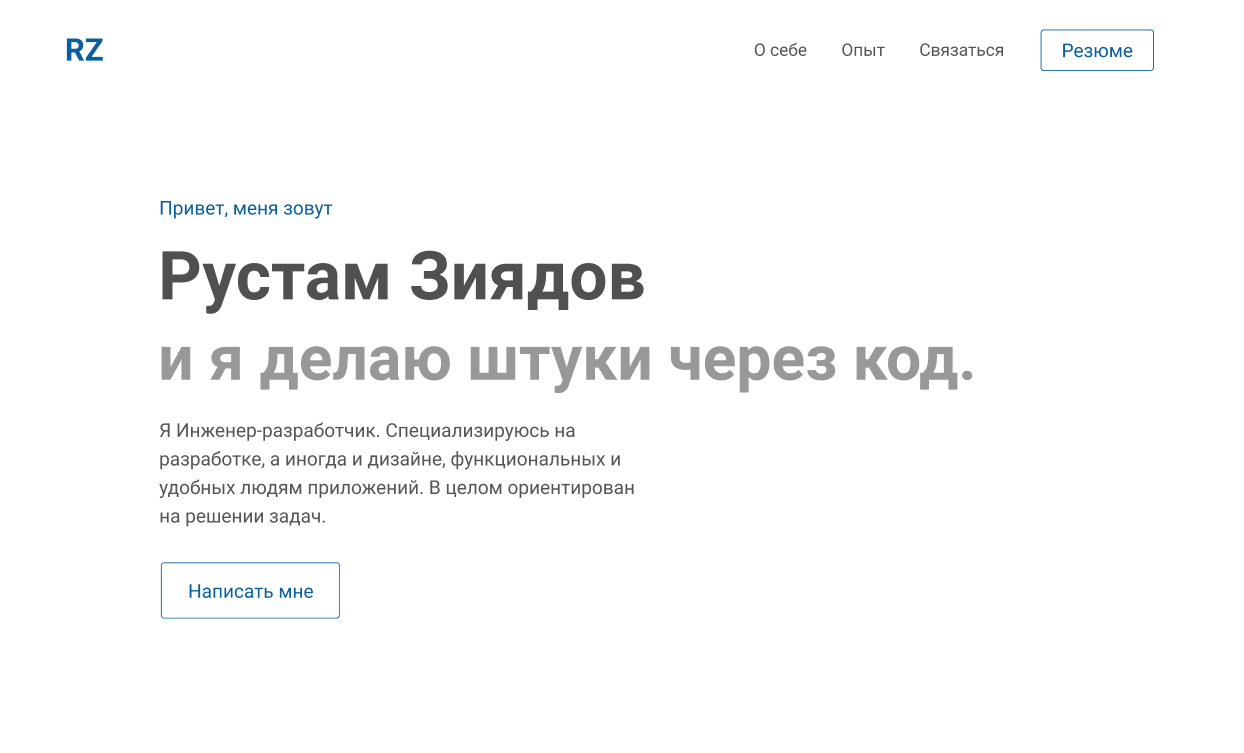 RZ
О себе
Опыт
Связаться
Резюме
Привет, меня зовут
Рустам Зиядов
и я делаю штуки через код.
Я Инженер-разработчик. Специализируюсь на
разработке, а иногда и дизайне, функциональных и
удобных людям приложений. В целом ориентирован
на решении задач.
Написать мне